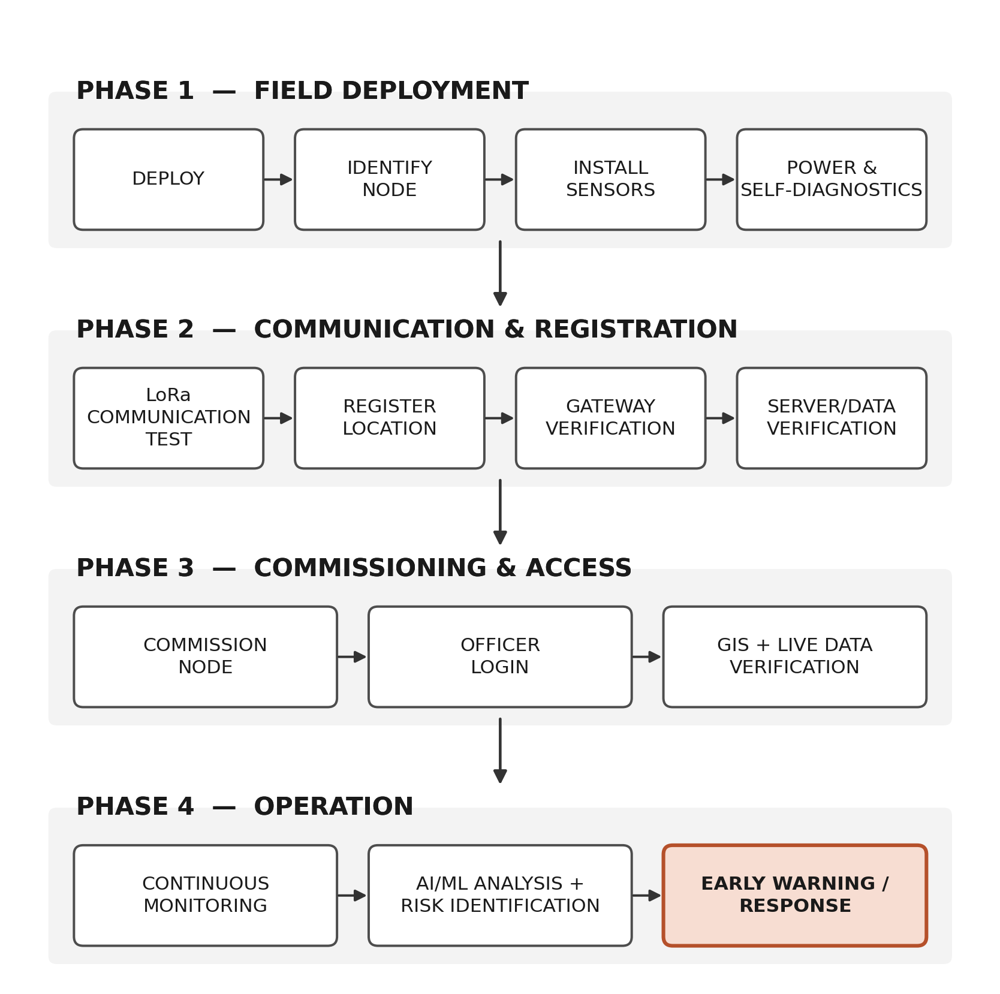 PHASE 1 — FIELD DEPLOYMENT
DEPLOY
IDENTIFY
NODE
INSTALL
SENSORS
POWER &
SELF-DIAGNOSTICS
PHASE 2 — COMMUNICATION & REGISTRATION
LoRa
COMMUNICATION
TEST
REGISTER
LOCATION
GATEWAY
VERIFICATION
SERVER/DATA
VERIFICATION
PHASE 3 — COMMISSIONING & ACCESS
COMMISSION
NODE
OFFICER
LOGIN
GIS + LIVE DATA
VERIFICATION
PHASE 4 — OPERATION
CONTINUOUS
MONITORING
AI/ML ANALYSIS +
RISK IDENTIFICATION
EARLY WARNING /
RESPONSE